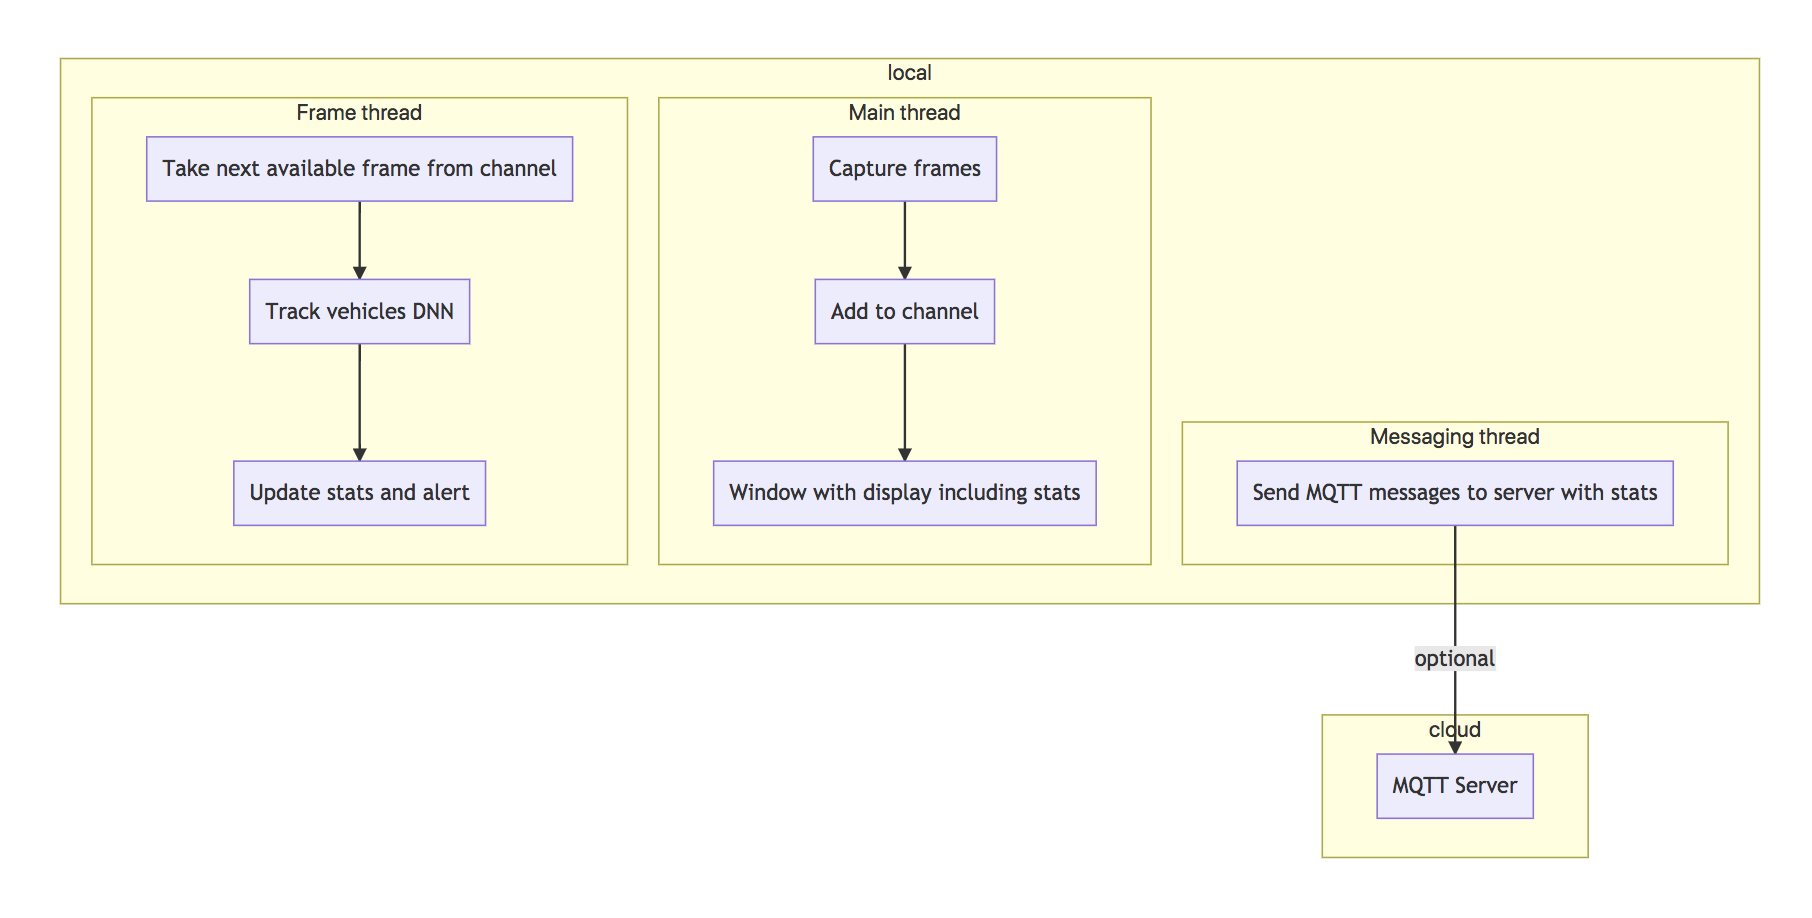 local
Frame thread
Take next available frame from channel
Track vehicles DNN
Update stats and alert
Main thread
Capture frames
Add to channel
Window with display including stats
Messaging thread
Send MQTT messages to server with stats
optional
cloud
MQTT Server